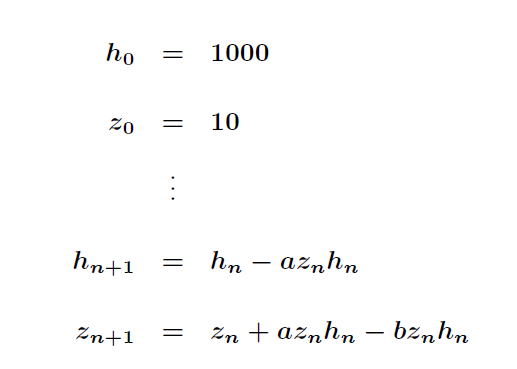 h₀ = 1000
z₀ = 10
⋮
hₙ₊₁ = hₙ − azₙhₙ
zₙ₊₁ = zₙ + azₙhₙ − bzₙhₙ